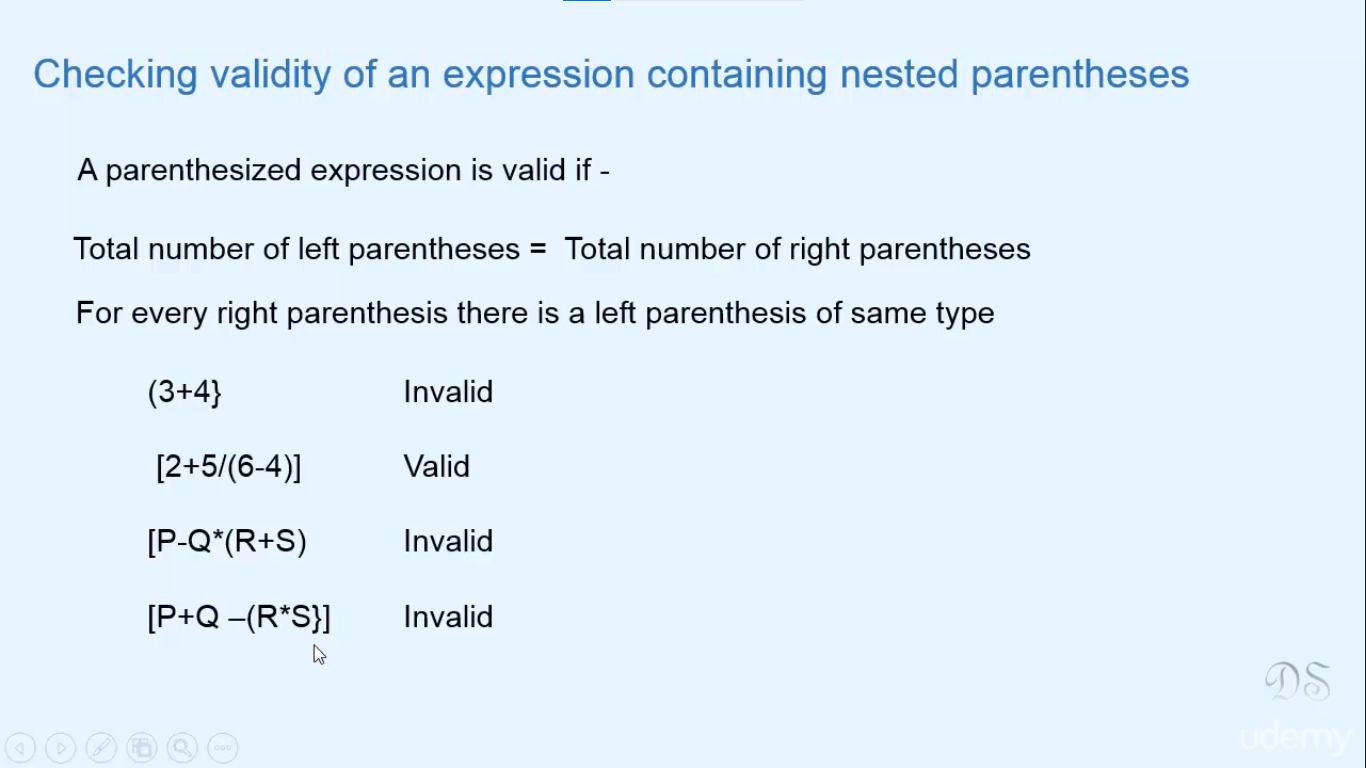 Checking validity of an expression containing nested parentheses
A parenthesized expression is valid if -
Total number of left parentheses = Total number of right parentheses
For every right parenthesis there is a left parenthesis of same type
(3+4} Invalid
[2+5/(6-4)] Valid
[P-Q*(R+S) Invalid
[P+Q –(R*S}] Invalid
DS
udemy